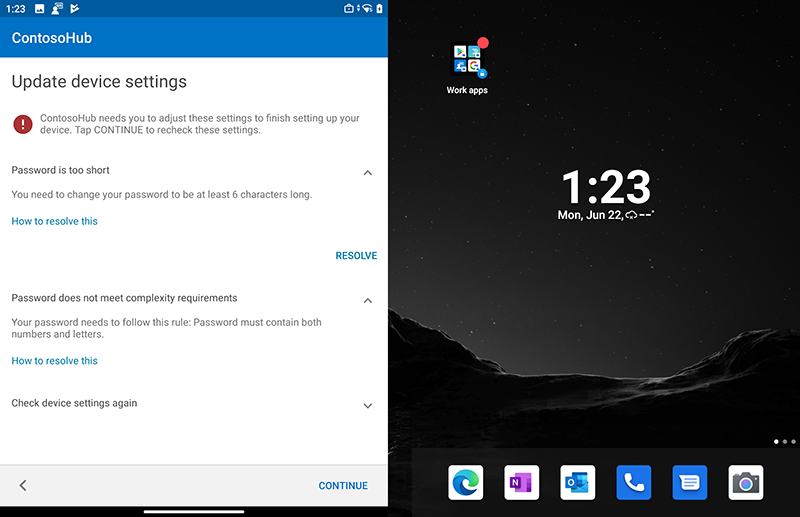 1:23
ContosoHub
Update device settings
ContosoHub needs you to adjust these settings to finish setting up your
device. Tap CONTINUE to recheck these settings.
Password is too short
You need to change your password to be at least 6 characters long.
How to resolve this
RESOLVE
Password does not meet complexity requirements
Your password needs to follow this rule: Password must contain both
numbers and letters.
How to resolve this
Check device settings again
CONTINUE
Work apps
1:23
Mon, Jun 22, --°